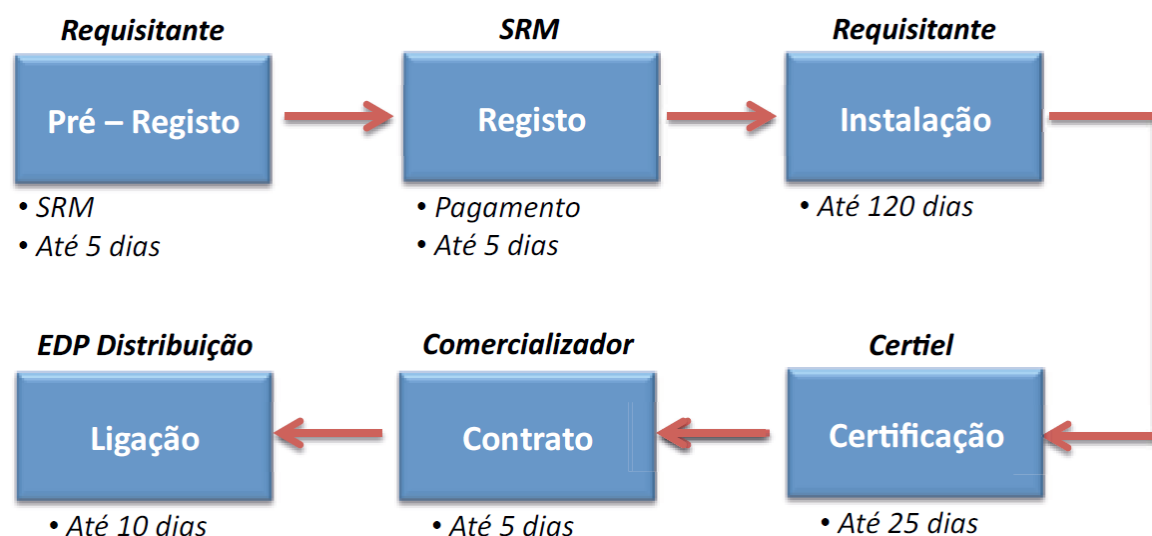 Requisitante
Pré – Registo
• SRM
• Até 5 dias
SRM
Registo
• Pagamento
• Até 5 dias
Requisitante
Instalação
• Até 120 dias
Certiel
Certificação
• Até 25 dias
Comercializador
Contrato
• Até 5 dias
EDP Distribuição
Ligação
• Até 10 dias